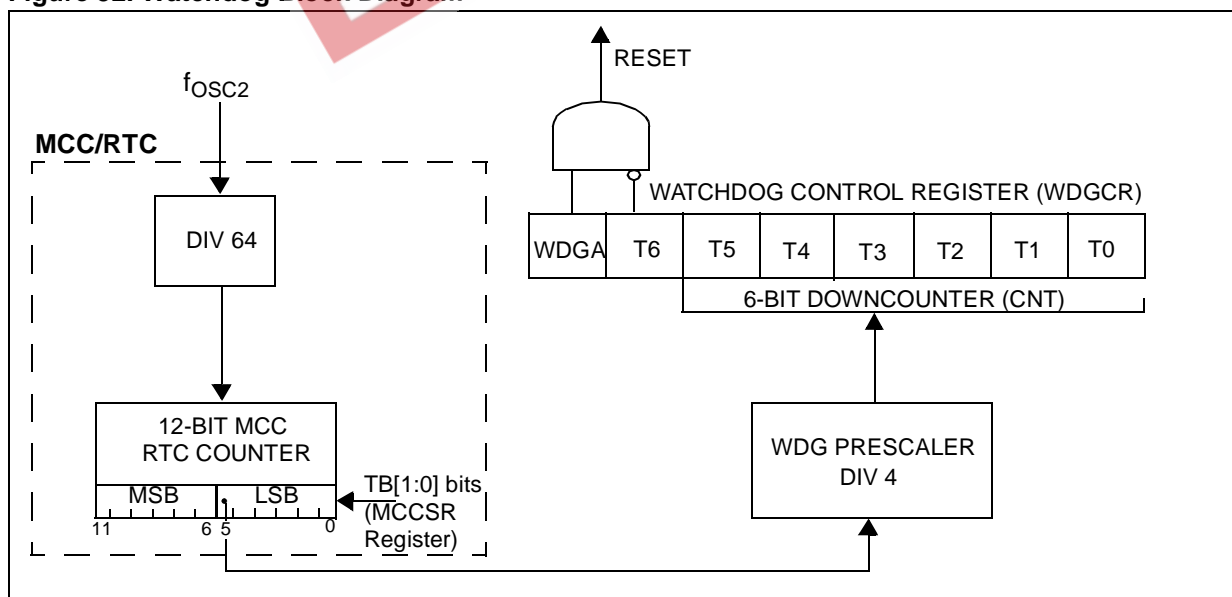 fOSC2
MCC/RTC
DIV 64
12-BIT MCC
RTC COUNTER
MSB
LSB
11
6 5
0
TB[1:0] bits
(MCCSR
Register)
RESET
WATCHDOG CONTROL REGISTER (WDGCR)
WDGA T6 T5 T4 T3 T2 T1 T0
6-BIT DOWNCOUNTER (CNT)
WDG PRESCALER
DIV 4